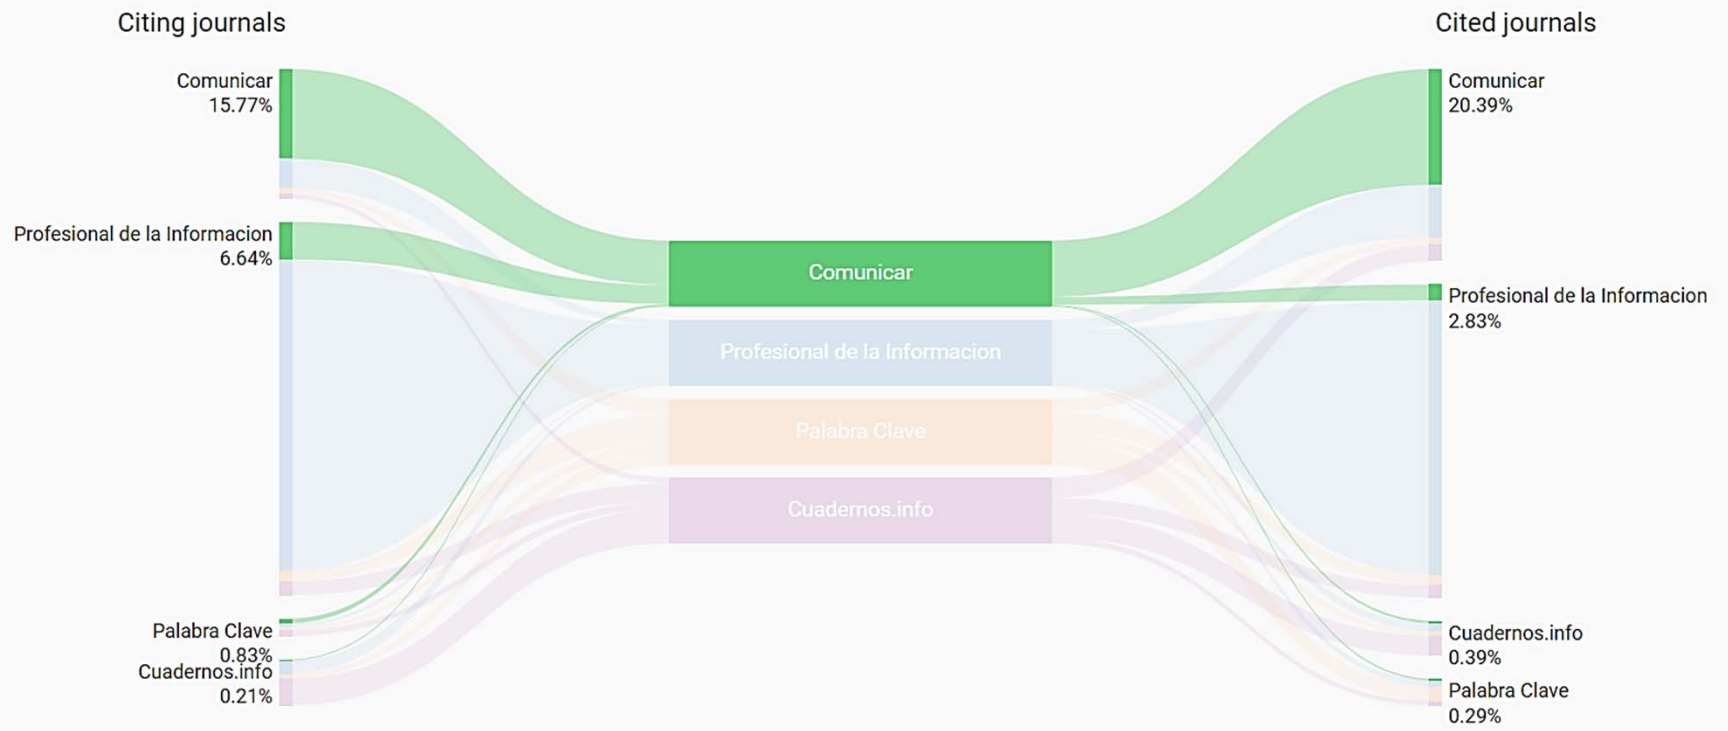 Citing journals
Cited journals
Comunicar
15.77%
Profesional de la Informacion
6.64%
Palabra Clave
0.83%
Cuadernos.info
0.21%
Comunicar
Profesional de la Informacion
Palabra Clave
Cuadernos.info
Comunicar
20.39%
Profesional de la Informacion
2.83%
Cuadernos.info
0.39%
Palabra Clave
0.29%